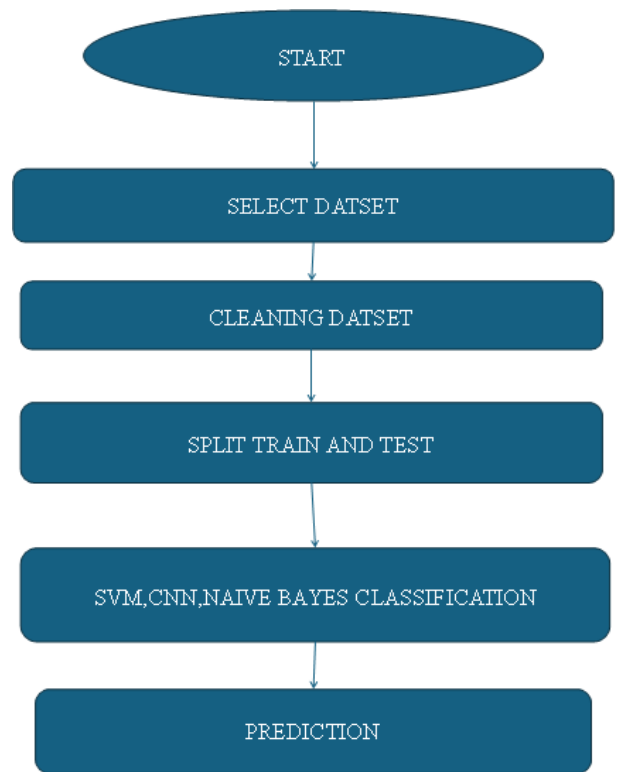 START
SELECT DATSET
CLEANING DATSET
SPLIT TRAIN AND TEST
SVM,CNN,NAIVE BAYES CLASSIFICATION
PREDICTION